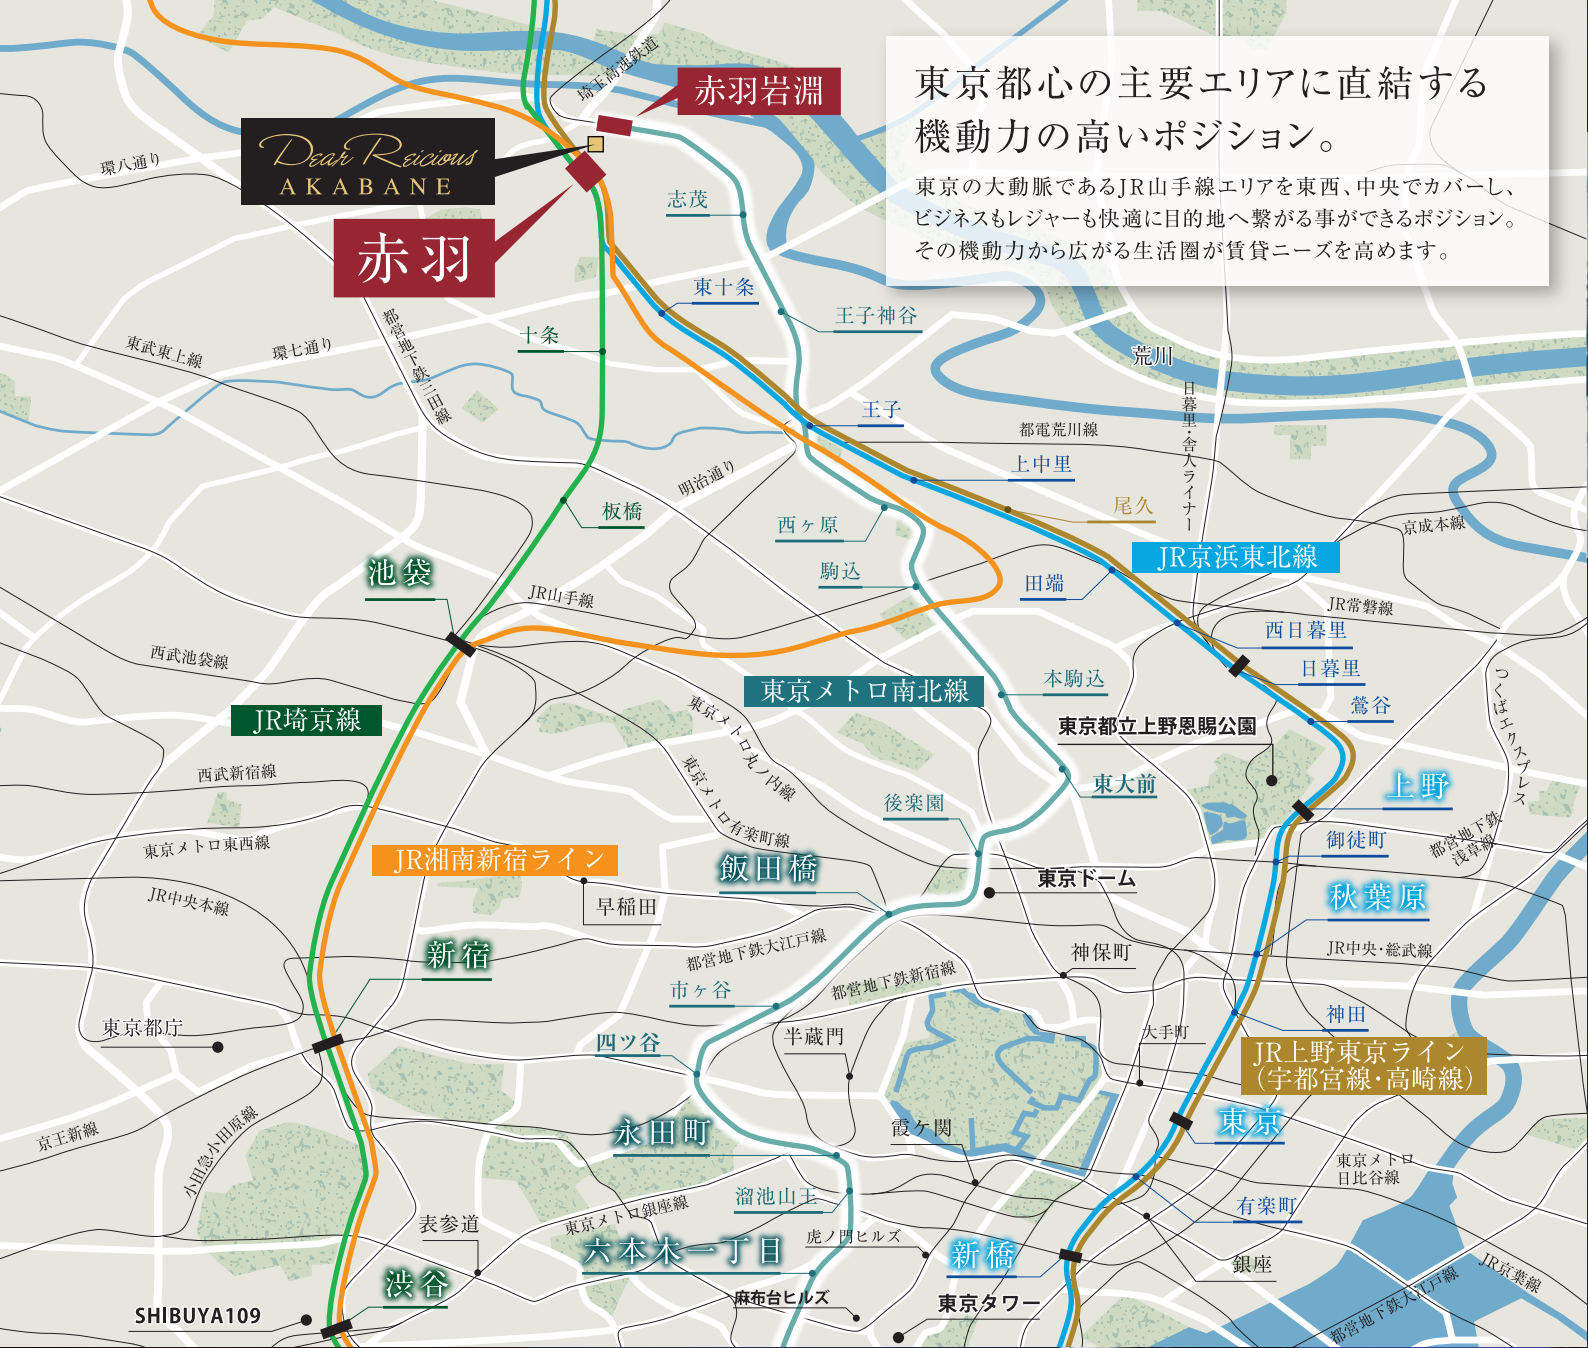 東京都心の主要エリアに直結する
機動力の高いポジション。
東京の大動脈であるJR山手線エリアを東西、中央でカバーし、
ビジネスもレジャーも快適に目的地へ繋がる事ができるポジション。
その機動力から広がる生活圏が賃貸ニーズを高めます。
埼玉高速鉄道
赤羽岩淵
Dear Reicious
AKABANE
赤羽
環八通り
志茂
東十条
王子神谷
十条
都営地下鉄三田線
環七通り
東武東上線
荒川
日暮里・舎人ライナー
王子
都電荒川線
上中里
明治通り
尾久
板橋
西ヶ原
京成本線
JR京浜東北線
池袋
駒込
田端
JR山手線
JR常磐線
西日暮里
西武池袋線
日暮里
つくばエクスプレス
東京メトロ南北線
本駒込
JR埼京線
東京メトロ丸ノ内線
鶯谷
東京都立上野恩賜公園
西武新宿線
東京メトロ有楽町線
東大前
上野
後楽園
都営地下鉄
浅草線
御徒町
東京メトロ東西線
JR湘南新宿ライン
飯田橋
東京ドーム
早稲田
秋葉原
JR中央本線
新宿
都営地下鉄大江戸線
神保町
JR中央・総武線
都営地下鉄新宿線
市ヶ谷
東京都庁
神田
半蔵門
大手町
四ツ谷
JR上野東京ライン
（宇都宮線・高崎線）
京王新線
小田急小田原線
永田町
霞ヶ関
東京
東京メトロ
日比谷線
溜池山王
有楽町
表参道
東京メトロ銀座線
虎ノ門ヒルズ
六本木一丁目
新橋
銀座
JR京葉線
渋谷
麻布台ヒルズ
東京タワー
都営地下鉄大江戸線
SHIBUYA109